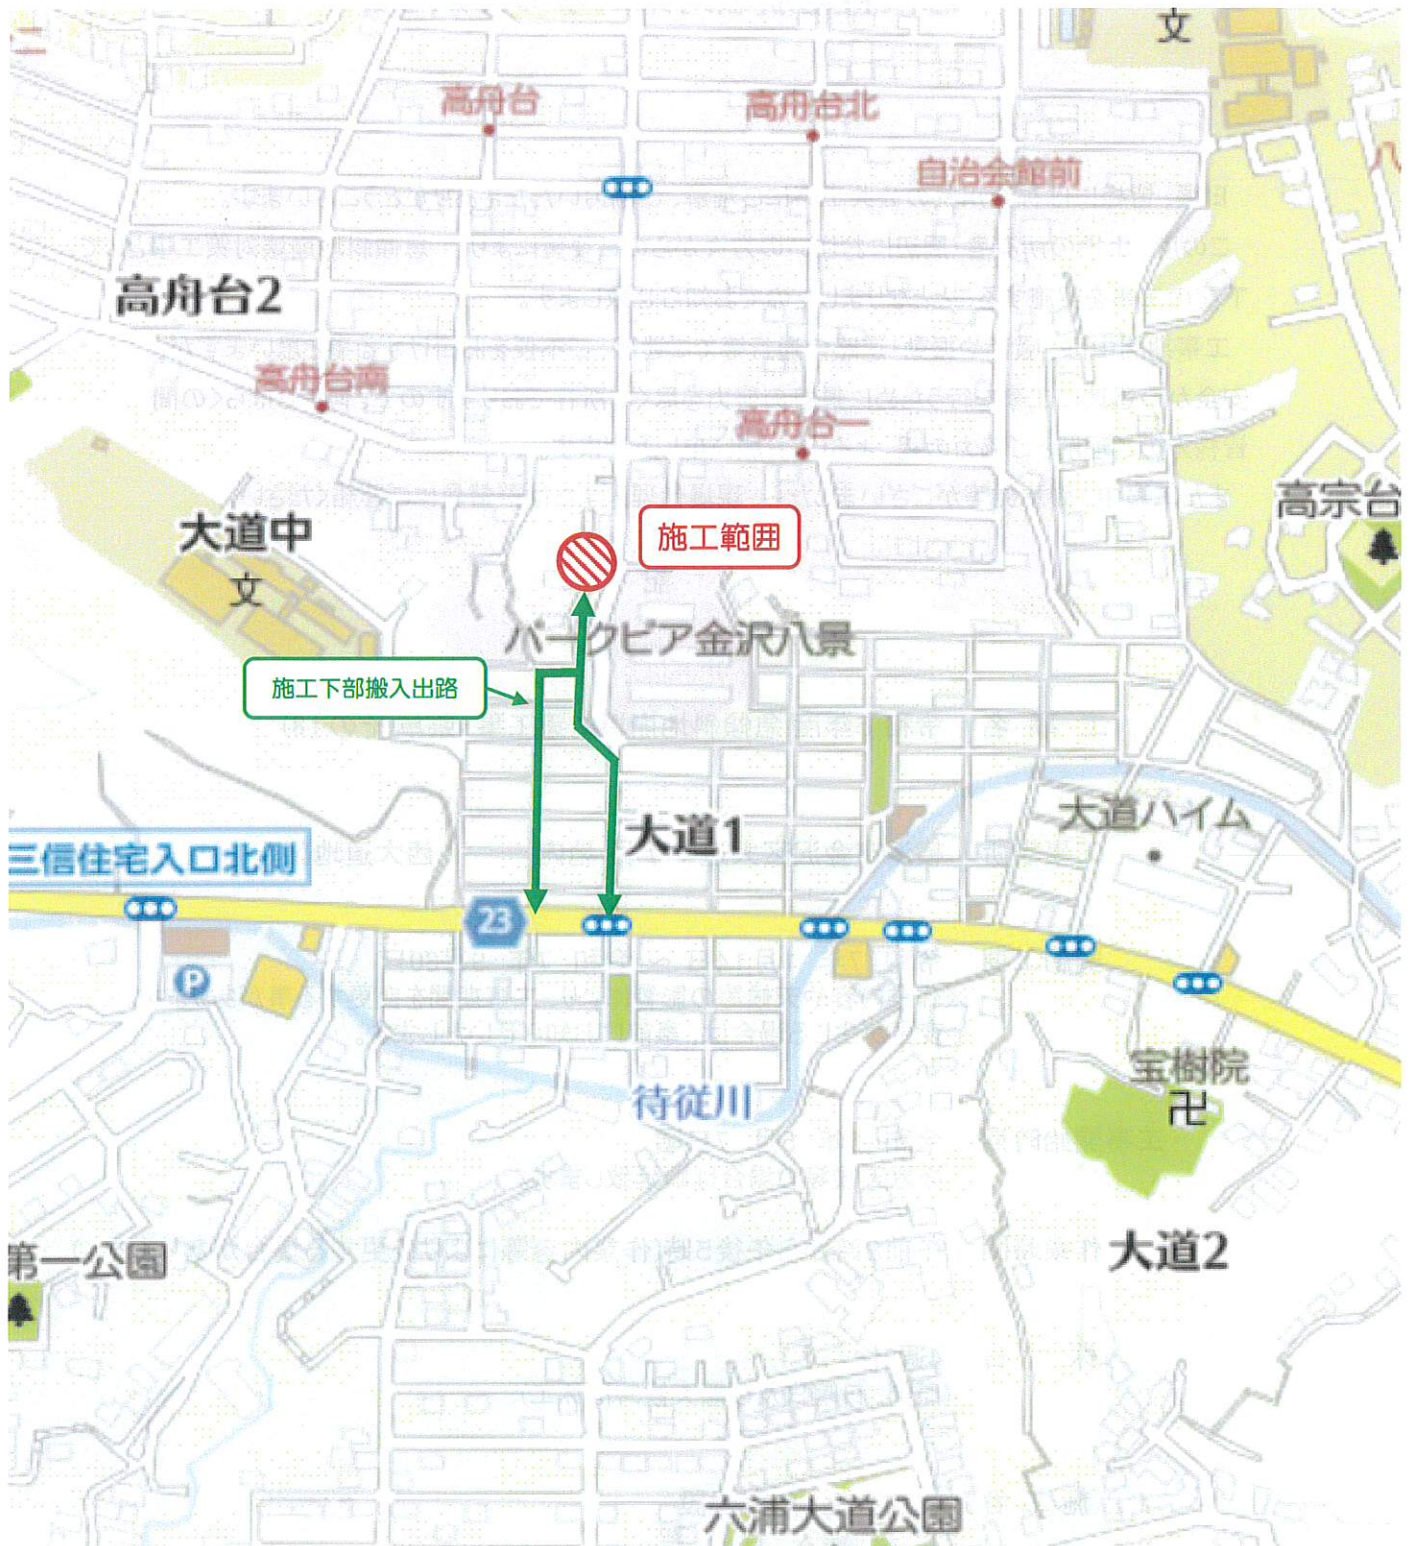 文
高舟台
高舟台北
自治会館前
高舟台2
高舟台南
高舟台一
高宗台
大道中
文
施工範囲
パークピア金沢八景
施工下部搬入出路
大道1
大道ハイム
三信住宅入口北側
23
P
宝樹院
卍
待従川
大道2
第一公園
六浦大道公園